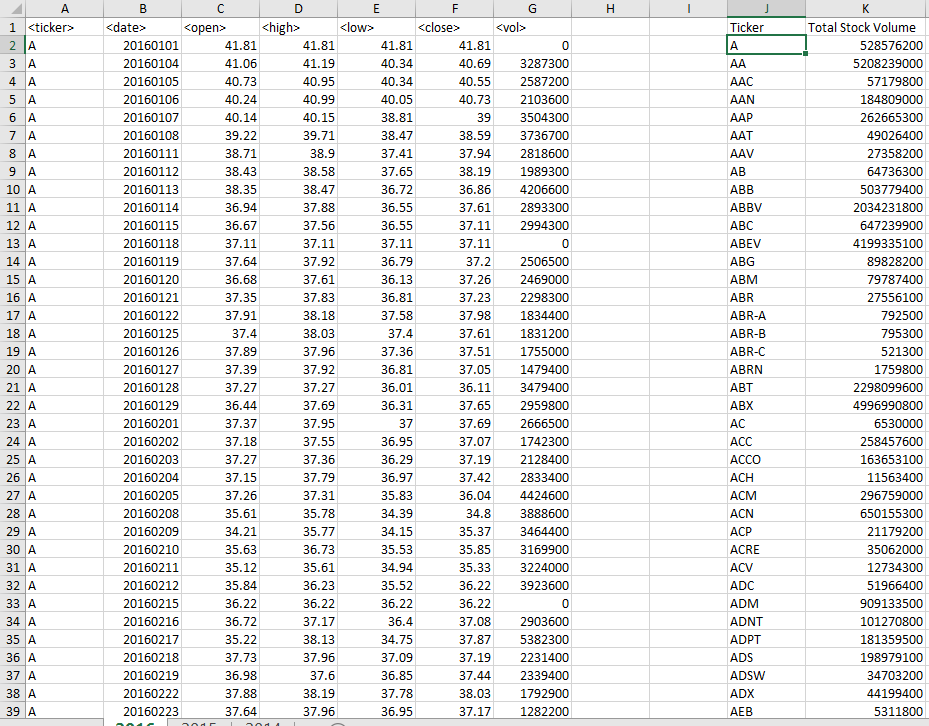 A B C D E F G H I J K
1 <ticker> <date> <open> <high> <low> <close> <vol> Ticker Total Stock Volume
2 A 20160101 41.81 41.81 41.81 41.81 0 A 528576200
3 A 20160104 41.06 41.19 40.34 40.69 3287300 AA 5208239000
4 A 20160105 40.73 40.95 40.34 40.55 2587200 AAC 57179800
5 A 20160106 40.24 40.99 40.05 40.73 2103600 AAN 184809000
6 A 20160107 40.14 40.15 38.81 39 3504300 AAP 262665300
7 A 20160108 39.22 39.71 38.47 38.59 3736700 AAT 49026400
8 A 20160111 38.71 38.9 37.41 37.94 2818600 AAV 27358200
9 A 20160112 38.43 38.58 37.65 38.19 1989300 AB 64736300
10 A 20160113 38.35 38.47 36.72 36.86 4206600 ABB 503779400
11 A 20160114 36.94 37.88 36.55 37.61 2893300 ABBV 2034231800
12 A 20160115 36.67 37.56 36.55 37.11 2994300 ABC 647239900
13 A 20160118 37.11 37.11 37.11 37.11 0 ABEV 4199335100
14 A 20160119 37.64 37.92 36.79 37.2 2506500 ABG 89828200
15 A 20160120 36.68 37.61 36.13 37.26 2469000 ABM 79787400
16 A 20160121 37.35 37.83 36.81 37.23 2298300 ABR 27556100
17 A 20160122 37.91 38.18 37.58 37.98 1834400 ABR-A 792500
18 A 20160125 37.4 38.03 37.4 37.61 1831200 ABR-B 795300
19 A 20160126 37.89 37.96 37.36 37.51 1755000 ABR-C 521300
20 A 20160127 37.39 37.92 36.81 37.05 1479400 ABRN 1759800
21 A 20160128 37.27 37.27 36.01 36.11 3479400 ABT 2298099600
22 A 20160129 36.44 37.69 36.31 37.65 2959800 ABX 4996990800
23 A 20160201 37.37 37.95 37 37.69 2666500 AC 6530000
24 A 20160202 37.18 37.55 36.95 37.07 1742300 ACC 258457600
25 A 20160203 37.27 37.36 36.29 37.19 2128400 ACCO 163653100
26 A 20160204 37.15 37.79 36.97 37.42 2833400 ACH 11563400
27 A 20160205 37.26 37.31 35.83 36.04 4424600 ACM 296759000
28 A 20160208 35.61 35.78 34.39 34.8 3888600 ACN 650155300
29 A 20160209 34.21 35.77 34.15 35.37 3464400 ACP 21179200
30 A 20160210 35.63 36.73 35.53 35.85 3169900 ACRE 35062000
31 A 20160211 35.12 35.61 34.94 35.33 3224000 ACV 12734300
32 A 20160212 35.84 36.23 35.52 36.22 3923600 ADC 51966400
33 A 20160215 36.22 36.22 36.22 36.22 0 ADM 909133500
34 A 20160216 36.72 37.17 36.4 37.08 2903600 ADNT 101270800
35 A 20160217 35.22 38.13 34.75 37.87 5382300 ADPT 181359500
36 A 20160218 37.73 37.96 37.09 37.19 2231400 ADS 198979100
37 A 20160219 36.98 37.6 36.85 37.44 2339400 ADSW 34703200
38 A 20160222 37.88 38.19 37.78 38.03 1792900 ADX 44199400
39 A 20160223 37.64 37.96 36.95 37.17 1282200 AEB 5311800
2016 2015 2014